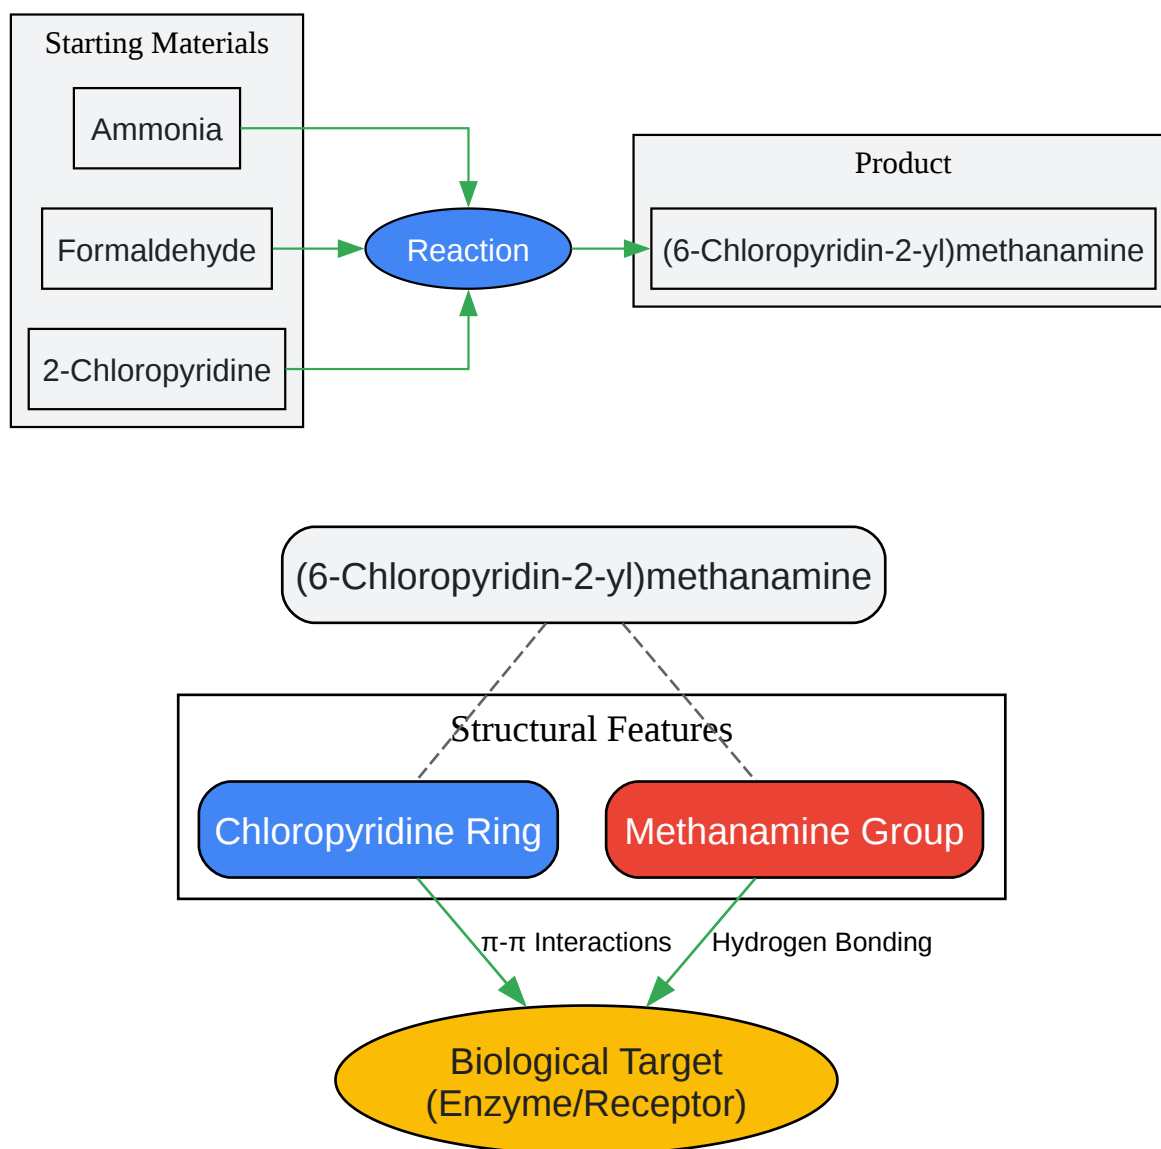 Starting Materials
Ammonia
Formaldehyde
2-Chloropyridine
Reaction
Product
(6-Chloropyridin-2-yl)methanamine
(6-Chloropyridin-2-yl)methanamine
Structural Features
Chloropyridine Ring
Methanamine Group
π-π Interactions
Hydrogen Bonding
Biological Target
(Enzyme/Receptor)